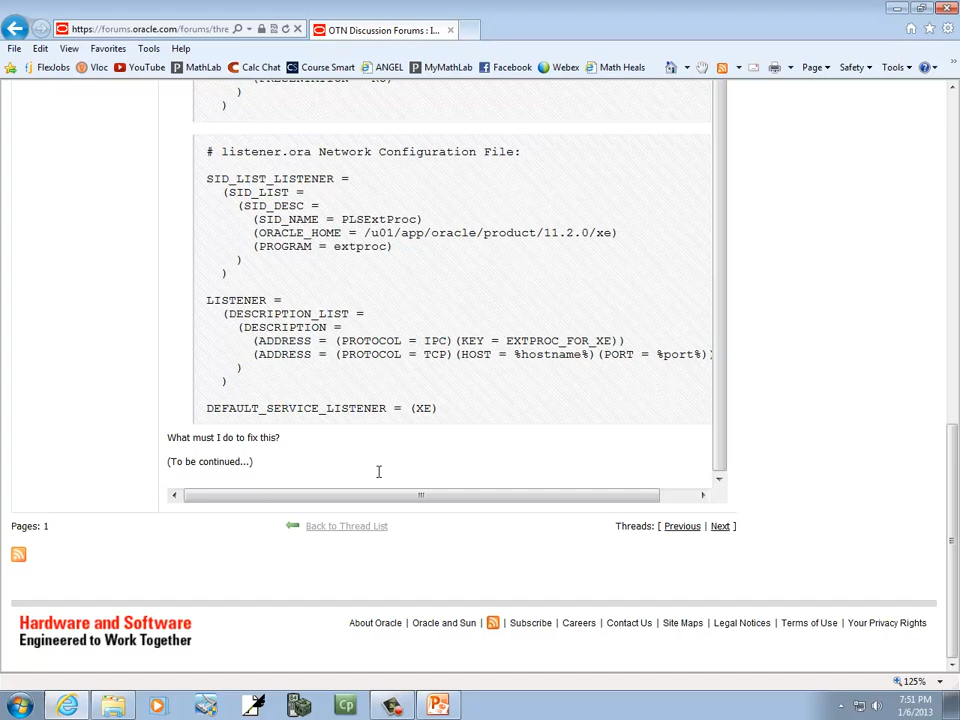 https://forums.oracle.com/forums/thre
OTN Discussion Forums : I...
File Edit View Favorites Tools Help
FlexJobs Vloc YouTube MathLab Calc Chat Course Smart ANGEL MyMathLab Facebook Webex Math Heals Page Safety Tools
)
)
# listener.ora Network Configuration File:
SID_LIST_LISTENER =
(SID_LIST =
(SID_DESC =
(SID_NAME = PLSExtProc)
(ORACLE_HOME = /u01/app/oracle/product/11.2.0/xe)
(PROGRAM = extproc)
)
)
LISTENER =
(DESCRIPTION_LIST =
(DESCRIPTION =
(ADDRESS = (PROTOCOL = IPC)(KEY = EXTPROC_FOR_XE))
(ADDRESS = (PROTOCOL = TCP)(HOST = %hostname%)(PORT = %port%))
)
)
DEFAULT_SERVICE_LISTENER = (XE)
What must I do to fix this?
(To be continued...)
Pages: 1 Back to Thread List Threads: [ Previous | Next ]
Hardware and Software
Engineered to Work Together
About Oracle | Oracle and Sun | Subscribe | Careers | Contact Us | Site Maps | Legal Notices | Terms of Use | Your Privacy Rights
125%
Cp
7:51 PM
1/6/2013